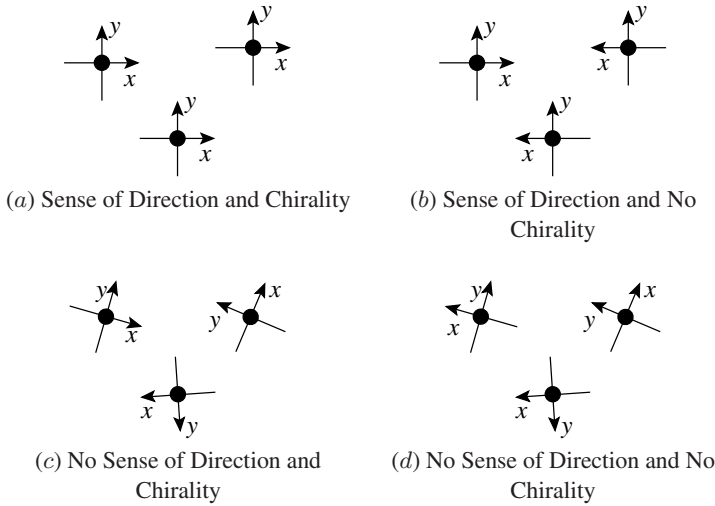 y
y
x
x
y
x
(a) Sense of Direction and Chirality
y
y
x
x
y
x
(b) Sense of Direction and No
Chirality
y
x
x
y
x
y
(c) No Sense of Direction and
Chirality
y
x
x
y
x
y
(d) No Sense of Direction and No
Chirality